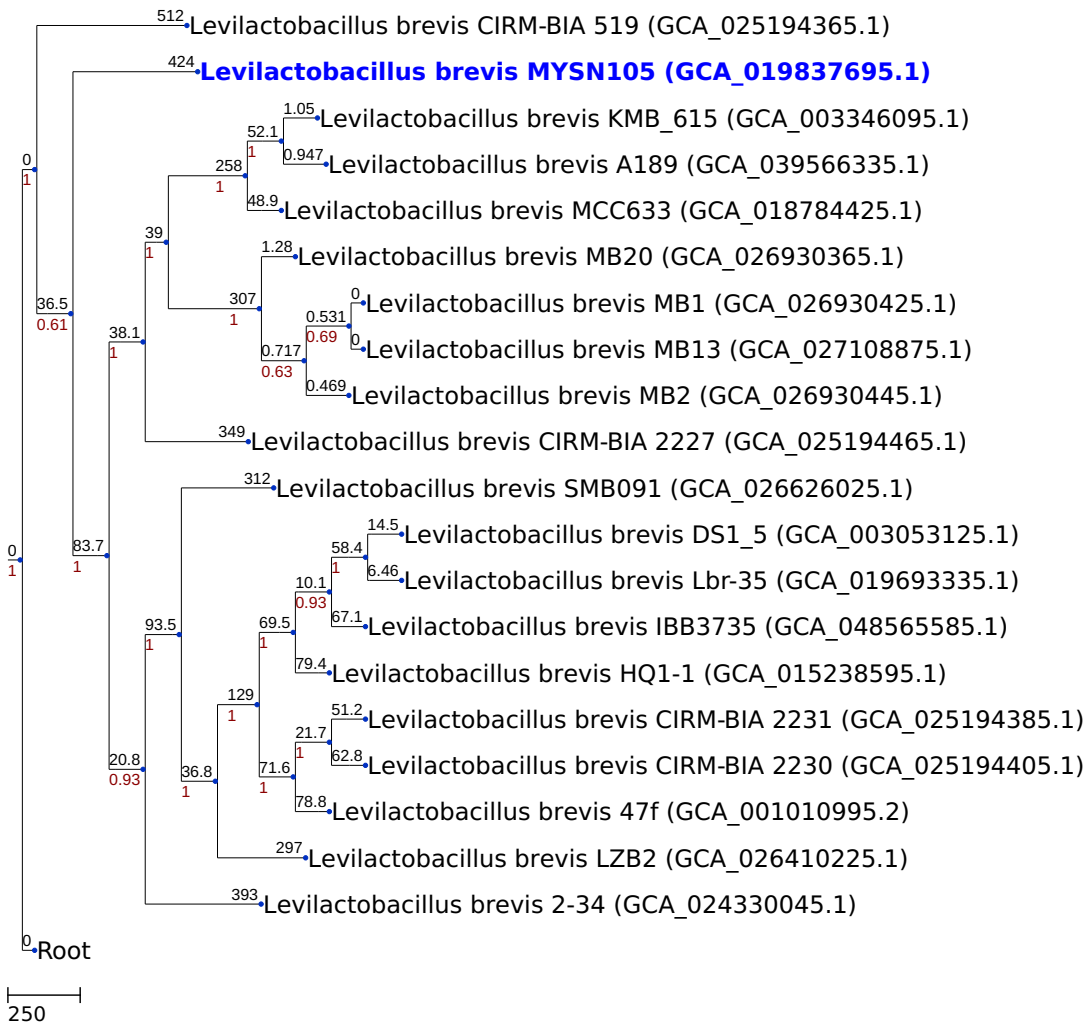 512 Levilactobacillus brevis CIRM-BIA 519 (GCA_025194365.1)
424 Levilactobacillus brevis MYSN105 (GCA_019837695.1)
1.05 Levilactobacillus brevis KMB_615 (GCA_003346095.1)
52.1
1
0.947 Levilactobacillus brevis A189 (GCA_039566335.1)
258
1
48.9 Levilactobacillus brevis MCC633 (GCA_018784425.1)
39
1
1.28 Levilactobacillus brevis MB20 (GCA_026930365.1)
307
1
0 Levilactobacillus brevis MB1 (GCA_026930425.1)
0.531
0.69
0 Levilactobacillus brevis MB13 (GCA_027108875.1)
0.717
0.63
0.469 Levilactobacillus brevis MB2 (GCA_026930445.1)
0
1
36.5
0.61
38.1
1
349 Levilactobacillus brevis CIRM-BIA 2227 (GCA_025194465.1)
312 Levilactobacillus brevis SMB091 (GCA_026626025.1)
14.5 Levilactobacillus brevis DS1_5 (GCA_003053125.1)
58.4
1
6.46 Levilactobacillus brevis Lbr-35 (GCA_019693335.1)
10.1
0.93
67.1 Levilactobacillus brevis IBB3735 (GCA_048565585.1)
69.5
1
79.4 Levilactobacillus brevis HQ1-1 (GCA_015238595.1)
0
1
83.7
1
93.5
1
129
1
51.2 Levilactobacillus brevis CIRM-BIA 2231 (GCA_025194385.1)
21.7
1
62.8 Levilactobacillus brevis CIRM-BIA 2230 (GCA_025194405.1)
71.6
1
78.8 Levilactobacillus brevis 47f (GCA_001010995.2)
20.8
0.93
36.8
1
297 Levilactobacillus brevis LZB2 (GCA_026410225.1)
393 Levilactobacillus brevis 2-34 (GCA_024330045.1)
0 Root
250